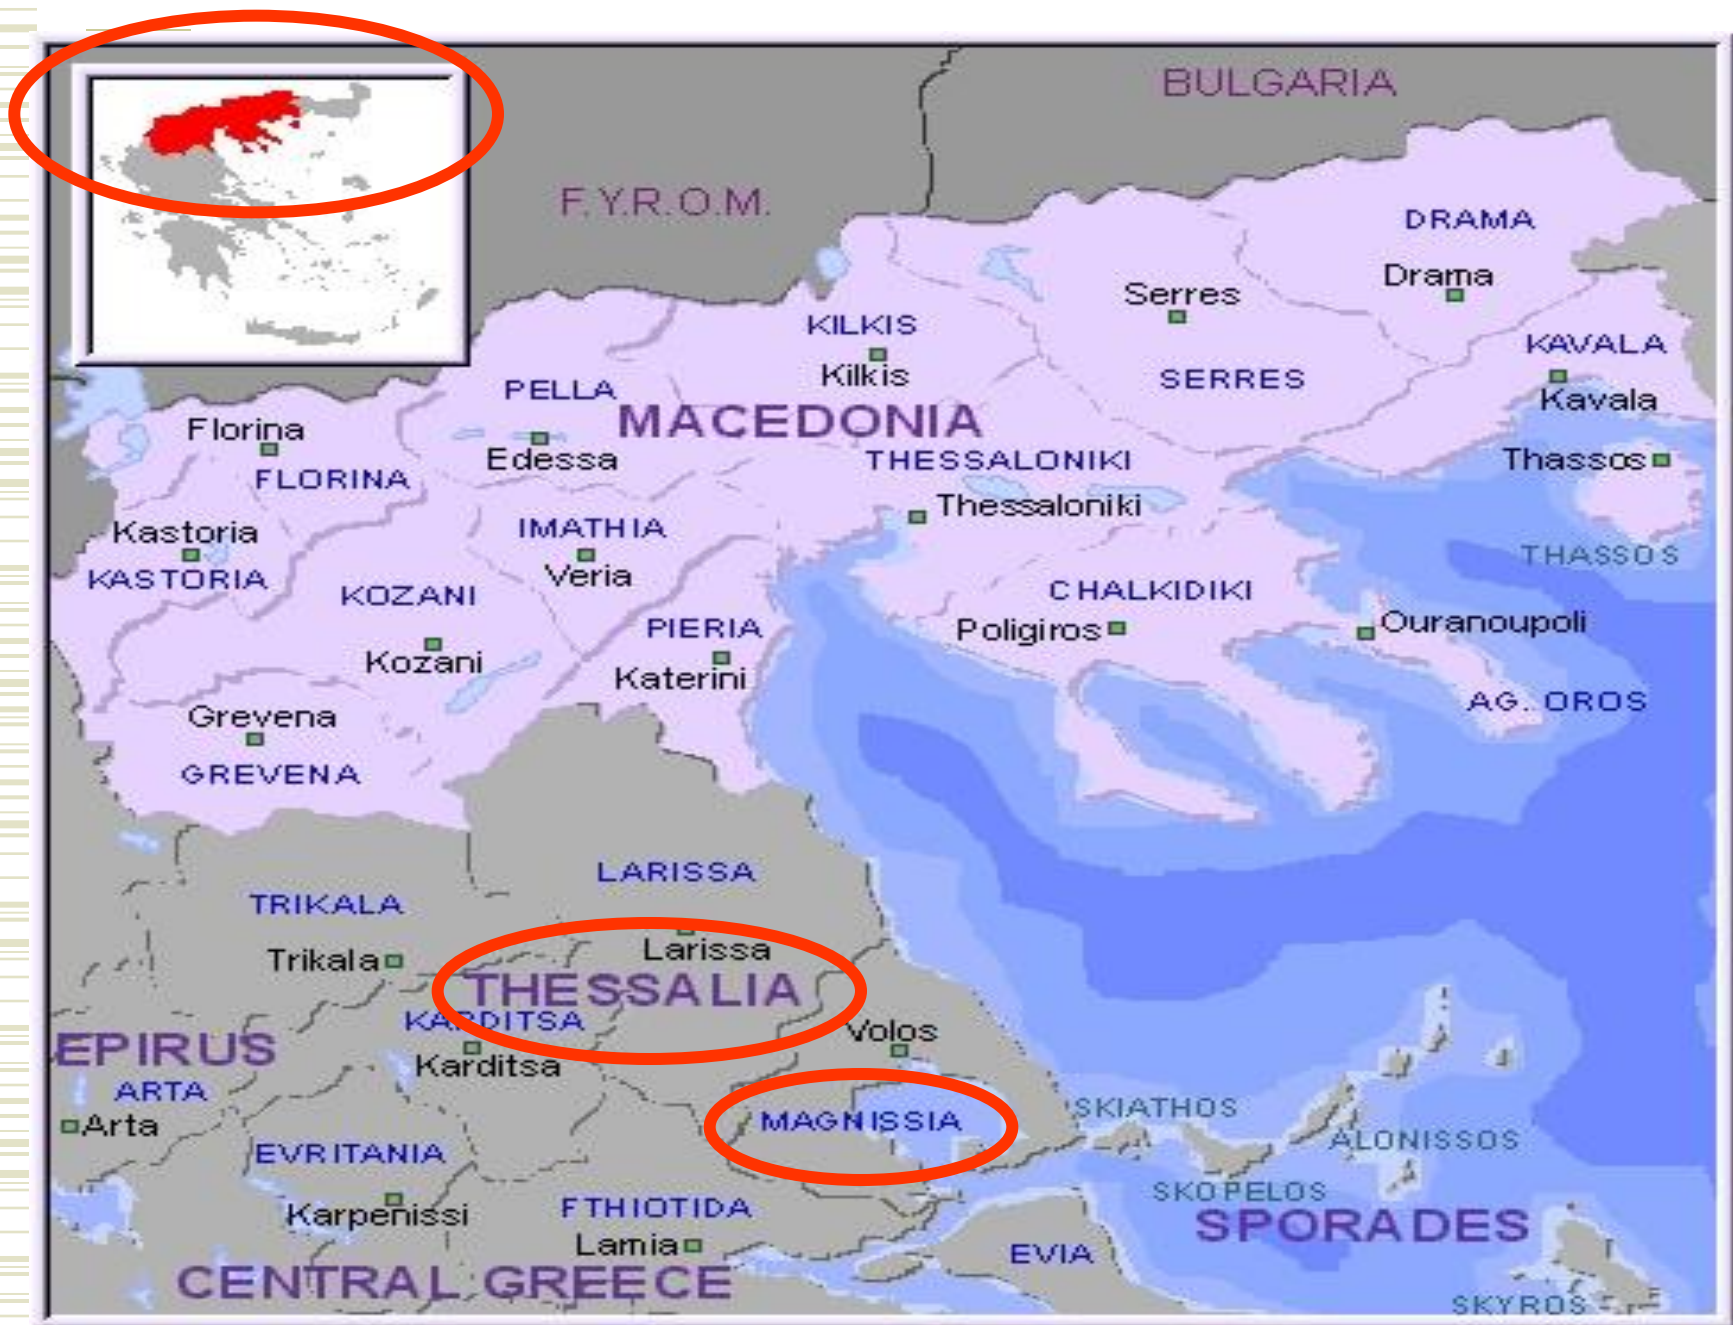 BULGARIA
F.Y.R.O.M.
DRAMA
Drama
Serres
KILKIS
KAVALA
Kilkis
SERRES
PELLA
Kavala
MACEDONIA
Florina
Edessa
THESSALONIKI
Thassos
FLORINA
Thessaloniki
Kastoria
IMATHIA
THASSOS
KASTORIA
Veria
KOZANI
CHALKIDIKI
PIERIA
Poligiros
Ouranoupoli
Kozani
Katerini
AG. OROS
Grevena
GREVENA
LARISSA
TRIKALA
Larissa
Trikala
THESSALIA
KARDITSA
Volos
EPIRUS
Karditsa
ARTA
SKIATHOS
Arta
MAGNISSIA
ALONISSOS
EVRITANIA
SKOPELOS
Karpenissi
FTHIOTIDA
SPORADES
Lamia
EVIA
CENTRAL GREECE
SKYROS